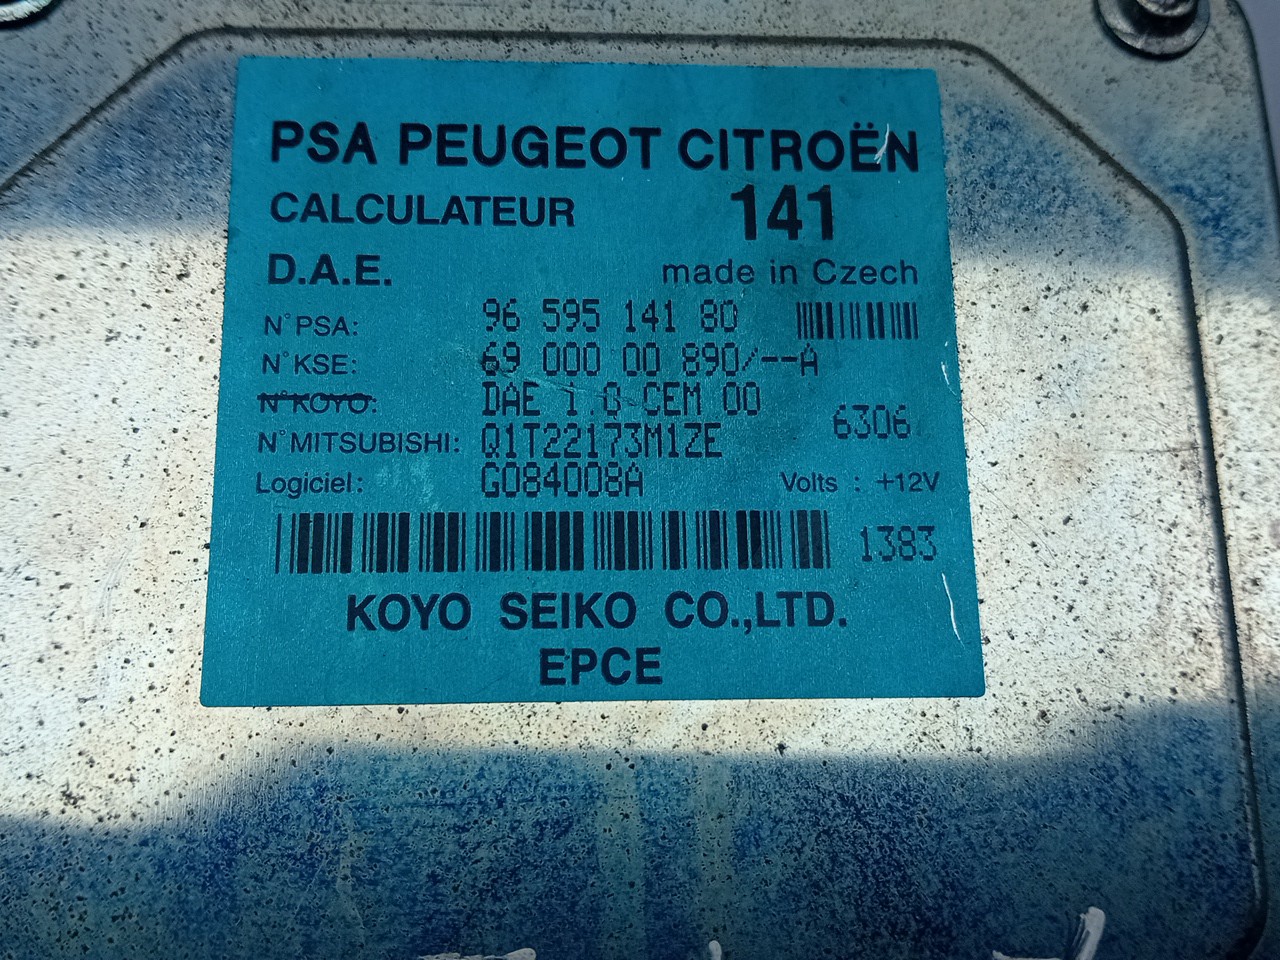 PSA PEUGEOT CITROËN
CALCULATEUR 141
D.A.E. made in Czech
N° PSA: 96 595 141 80
N° KSE: 69 000 00 890/--A
N° KOYO: DAE 1.0 CEM 00
6306
N° MITSUBISHI: Q1T22173M1ZE
Logiciel: G084008A Volts : +12V
1383
KOYO SEIKO CO.,LTD.
EPCE